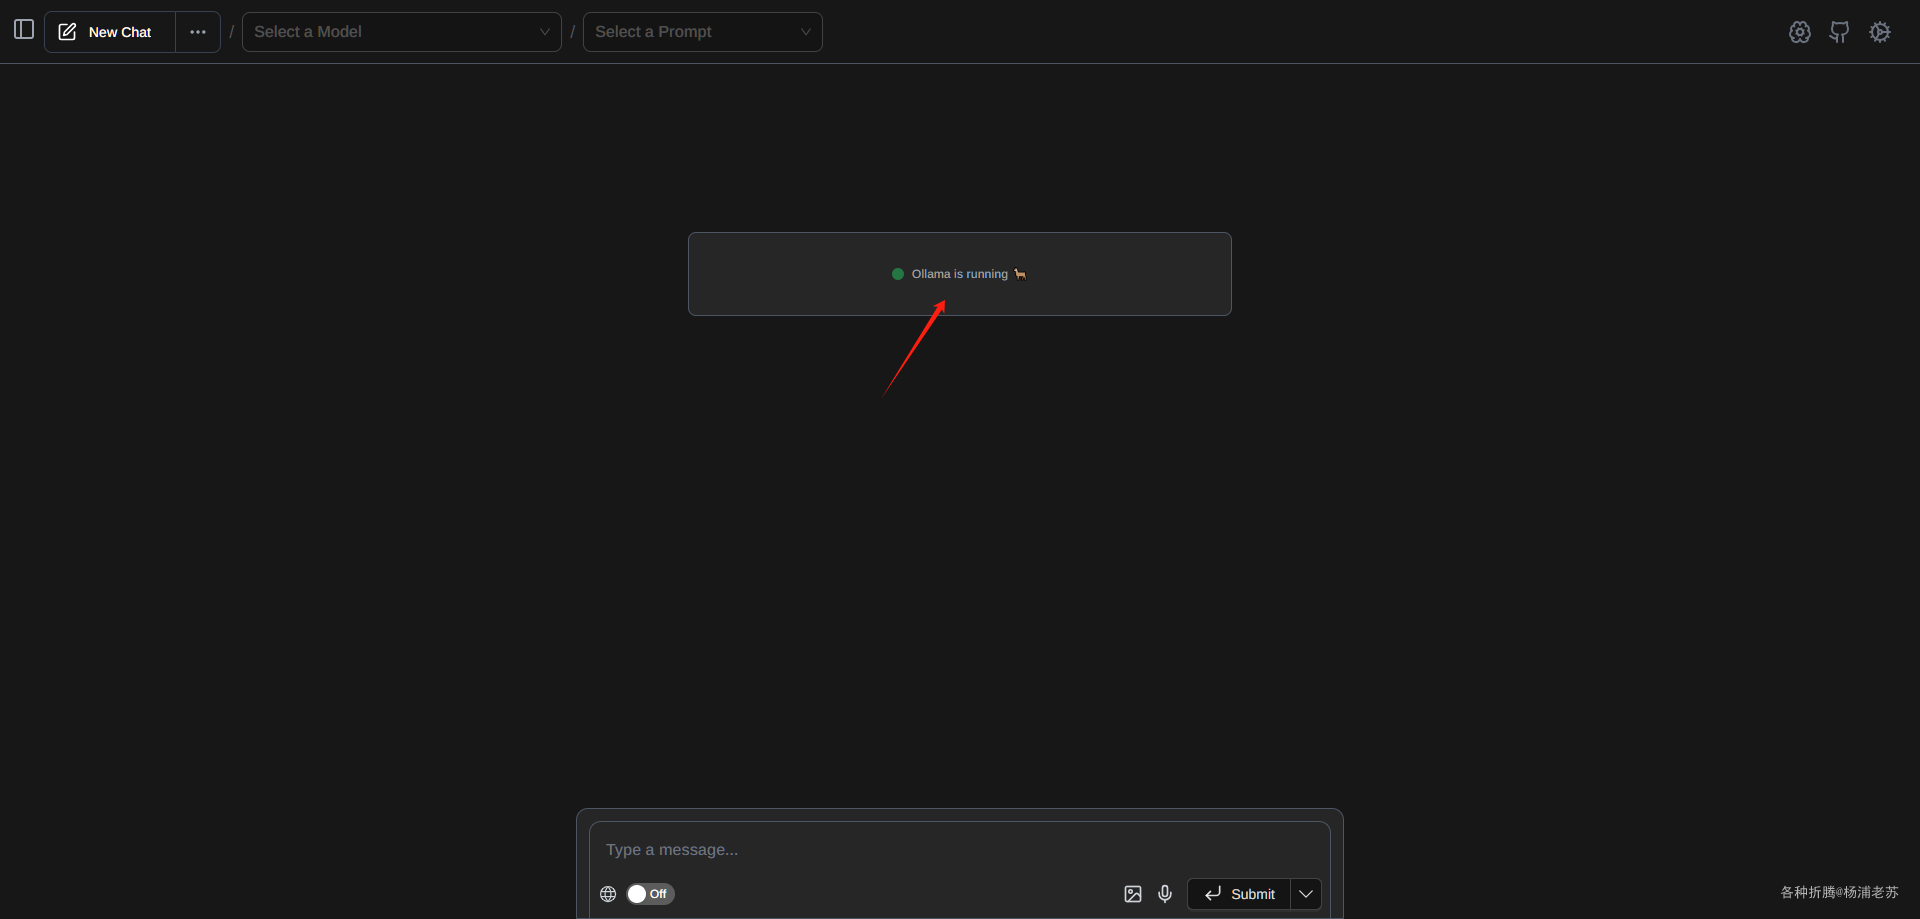 New Chat / Select a Model / Select a Prompt
Ollama is running 🦙
Type a message...
Off Submit
各种折腾@杨浦老苏